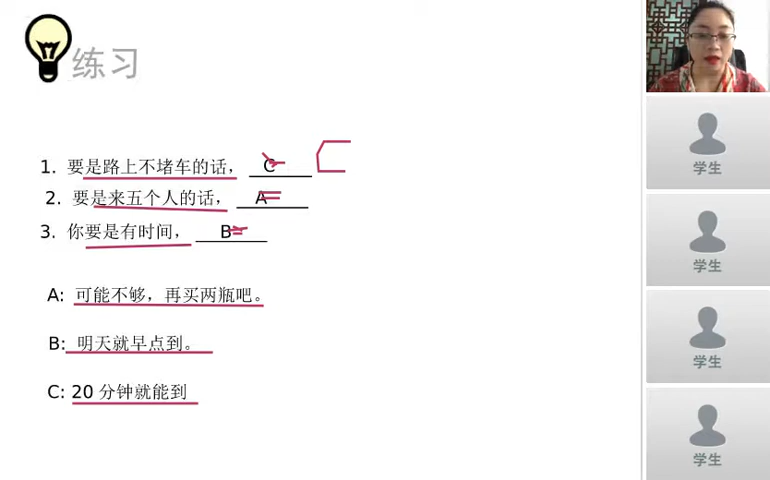 练习
1. 要是路上不堵车的话，C
C
2. 要是来五个人的话，A
3. 你要是有时间，B
A: 可能不够，再买两瓶吧。
B: 明天就早点到。
C: 20 分钟就能到
学生
学生
学生
学生